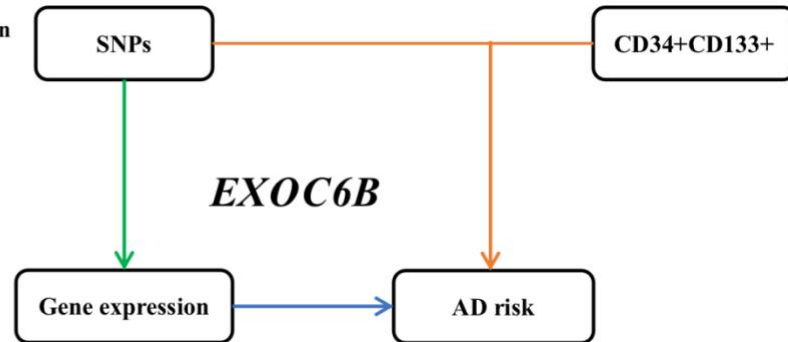 SNPs
CD34+CD133+
EXOC6B
Gene expression
AD risk